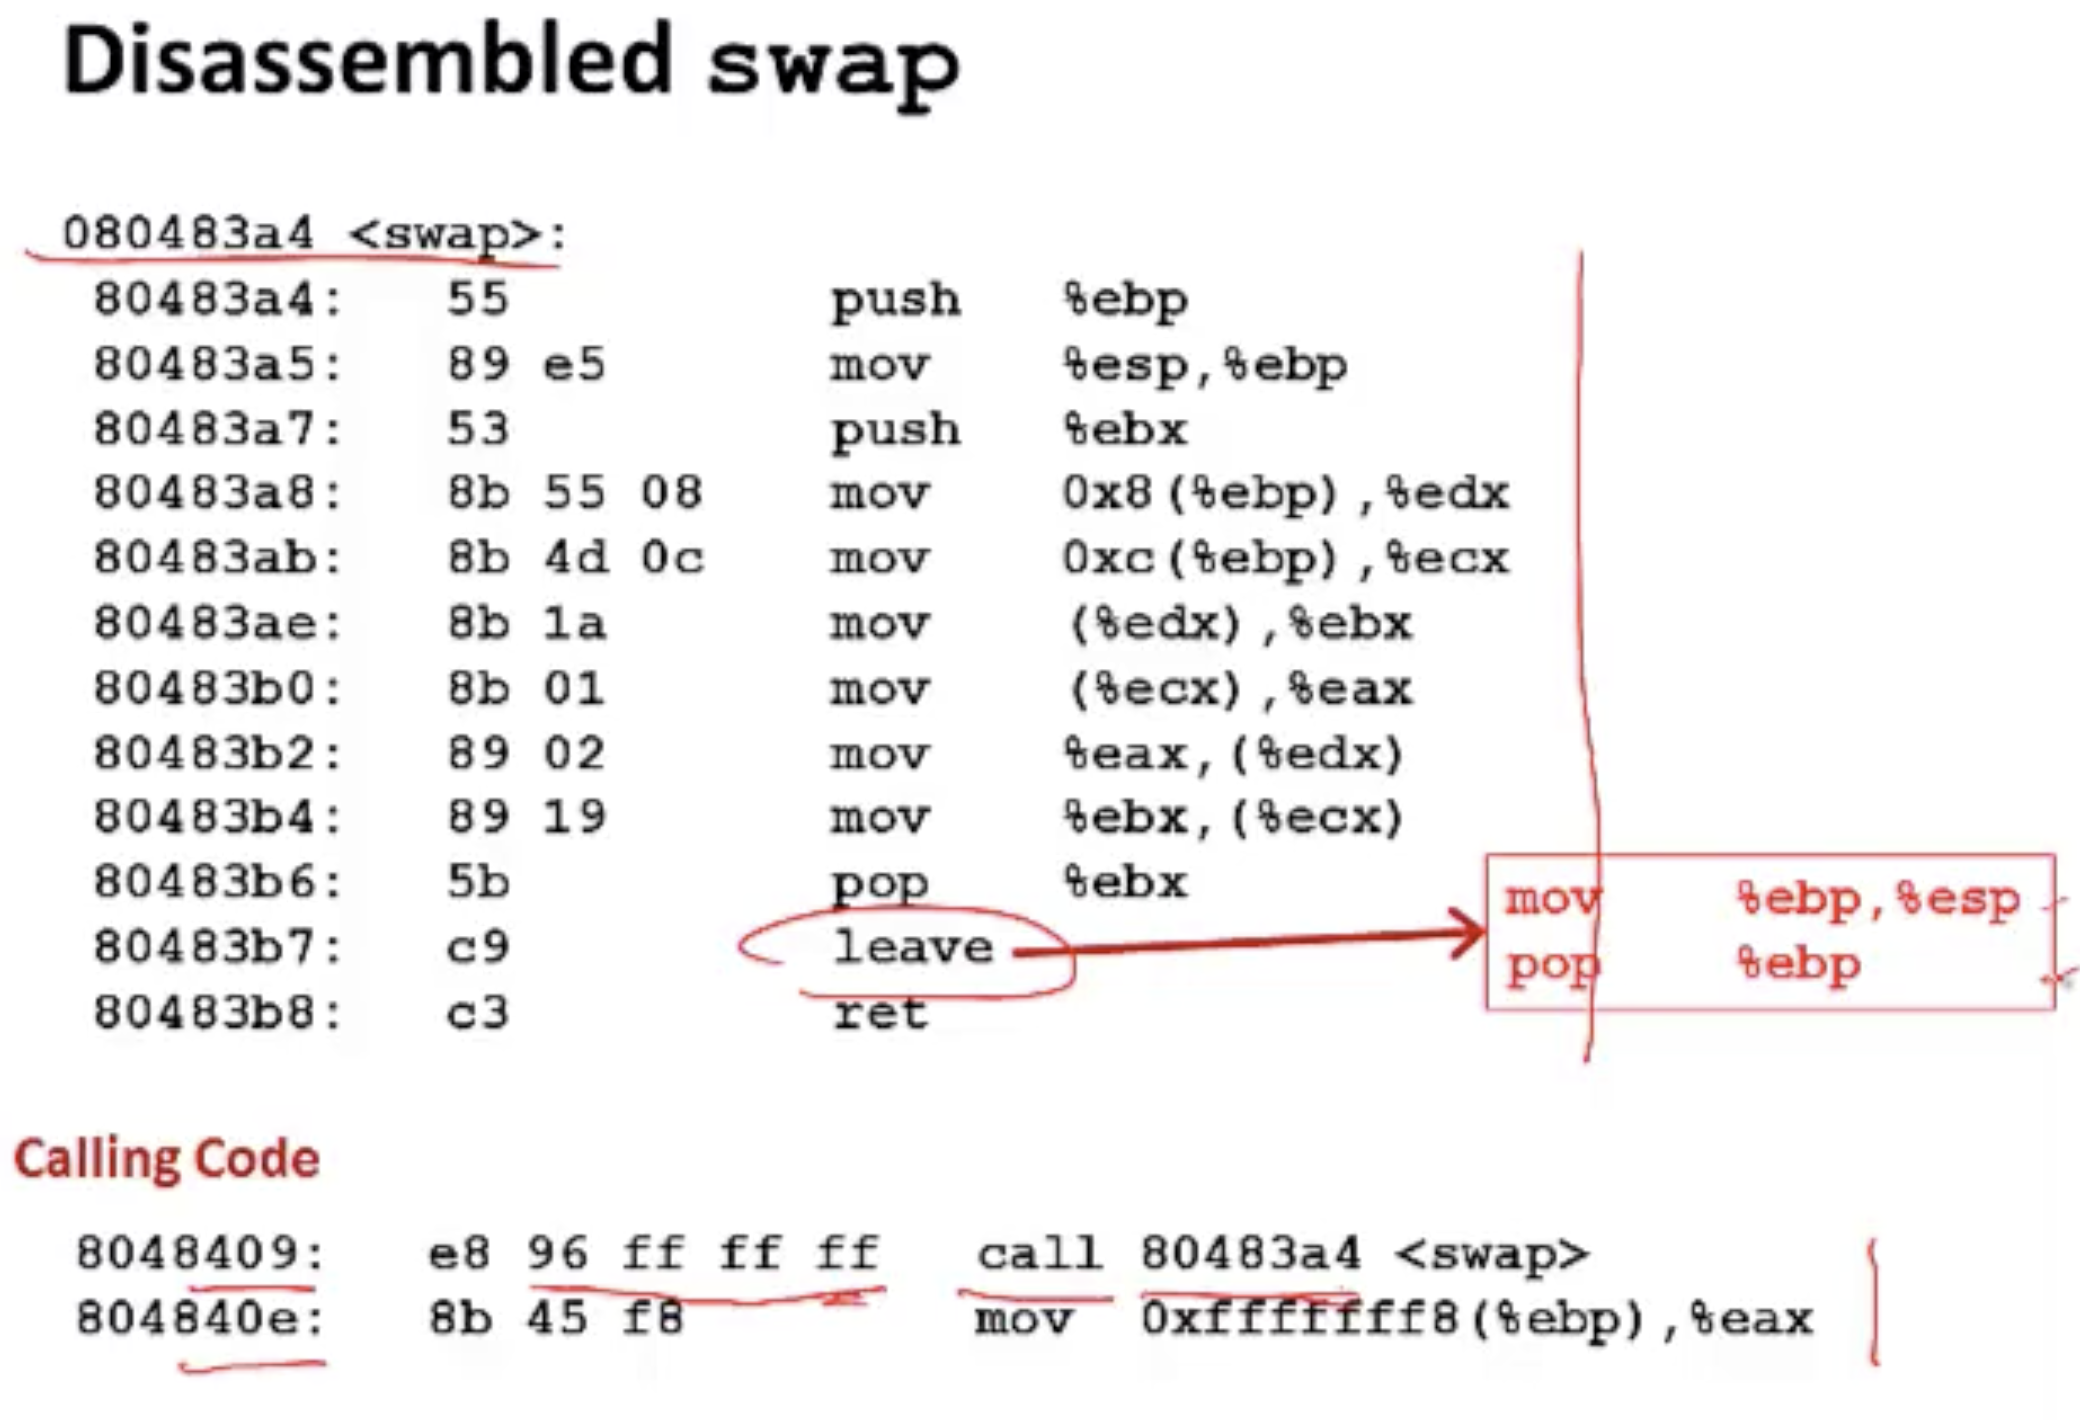 Disassembled swap
080483a4 <swap>:
80483a4: 55 push %ebp
80483a5: 89 e5 mov %esp,%ebp
80483a7: 53 push %ebx
80483a8: 8b 55 08 mov 0x8(%ebp),%edx
80483ab: 8b 4d 0c mov 0xc(%ebp),%ecx
80483ae: 8b 1a mov (%edx),%ebx
80483b0: 8b 01 mov (%ecx),%eax
80483b2: 89 02 mov %eax,(%edx)
80483b4: 89 19 mov %ebx,(%ecx)
80483b6: 5b pop %ebx
mov %ebp,%esp
80483b7: c9 leave
pop %ebp
80483b8: c3 ret
Calling Code
8048409: e8 96 ff ff ff call 80483a4 <swap>
804840e: 8b 45 f8 mov 0xfffffff8(%ebp),%eax